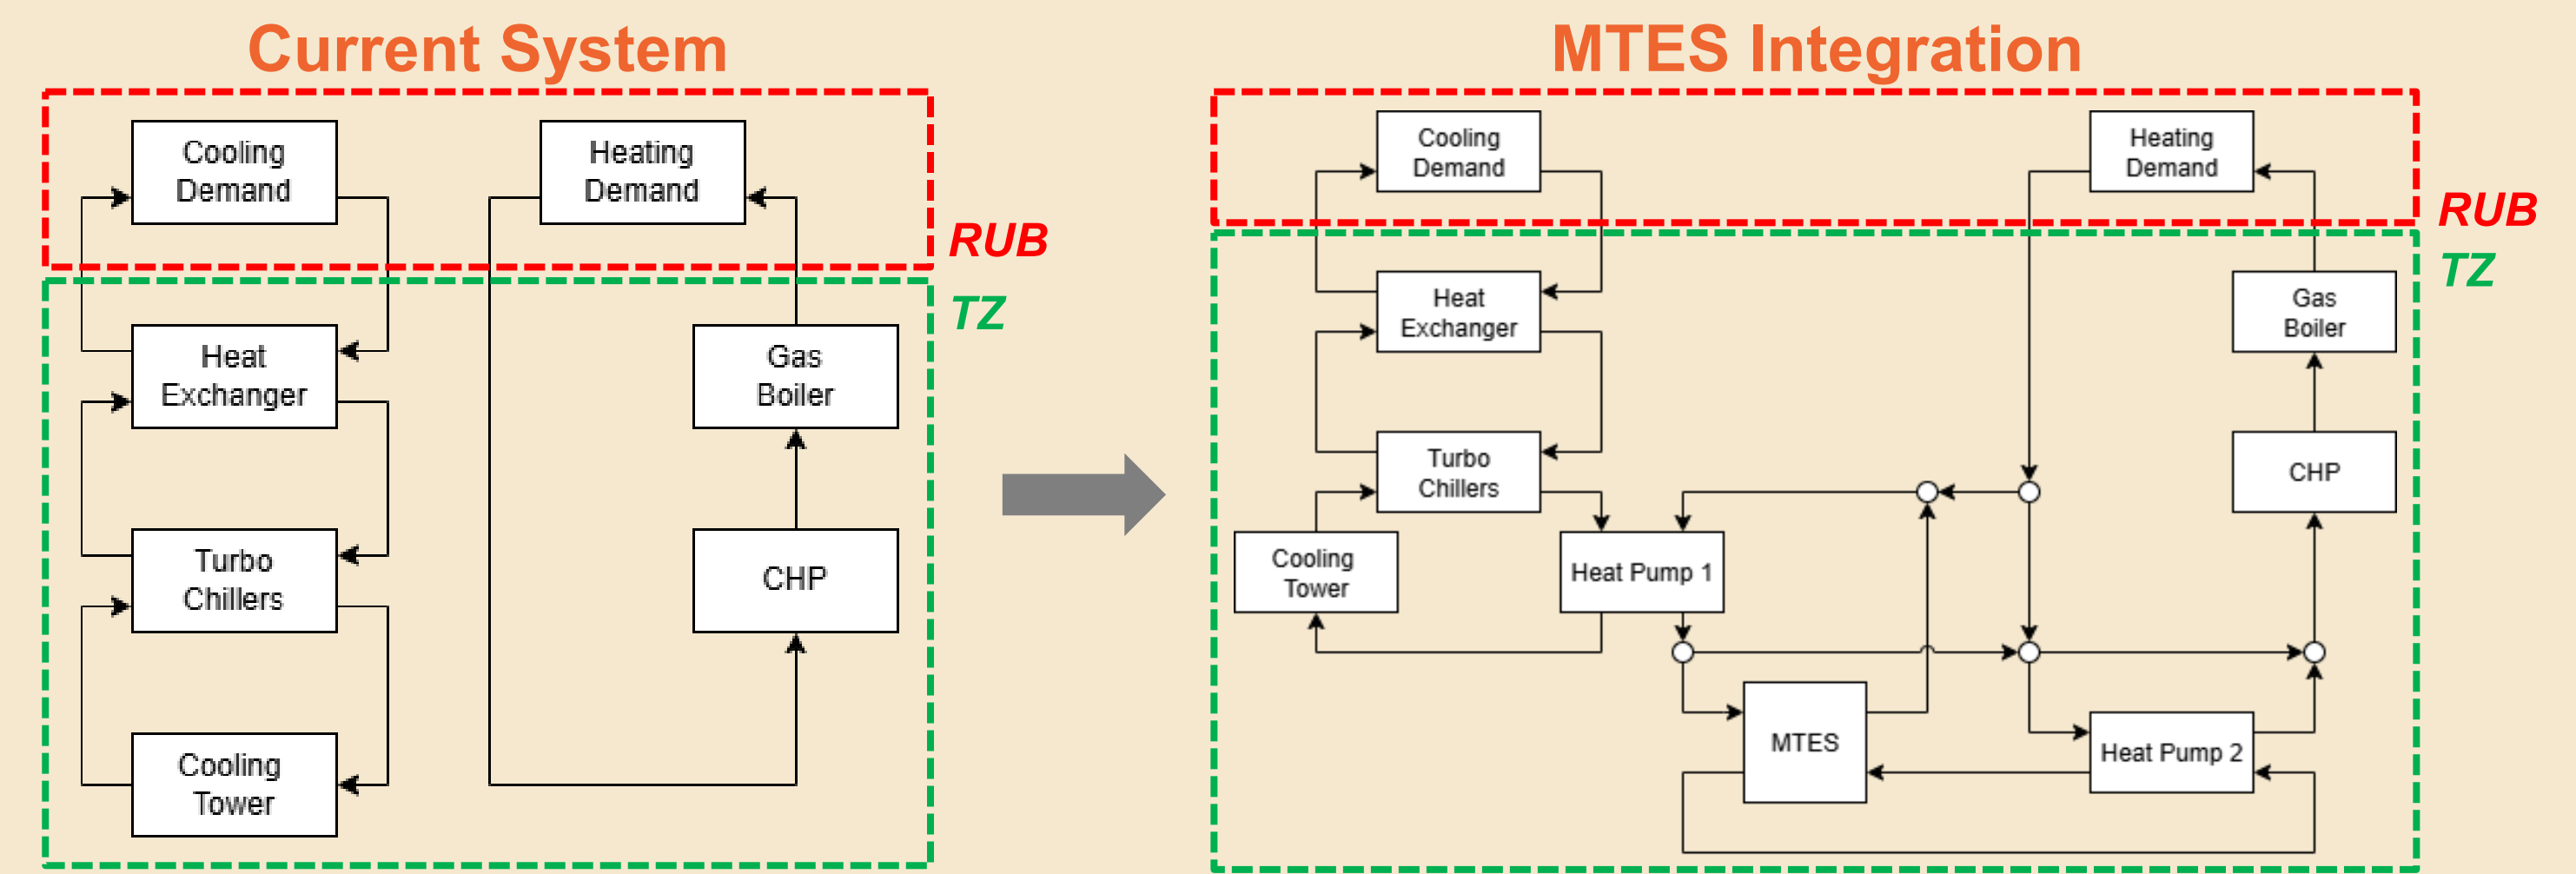 Current System
Cooling
Demand
Heating
Demand
RUB
TZ
Heat
Exchanger
Gas
Boiler
Turbo
Chillers
CHP
Cooling
Tower
MTES Integration
Cooling
Demand
Heating
Demand
RUB
TZ
Heat
Exchanger
Gas
Boiler
Turbo
Chillers
CHP
Cooling
Tower
Heat Pump 1
MTES
Heat Pump 2